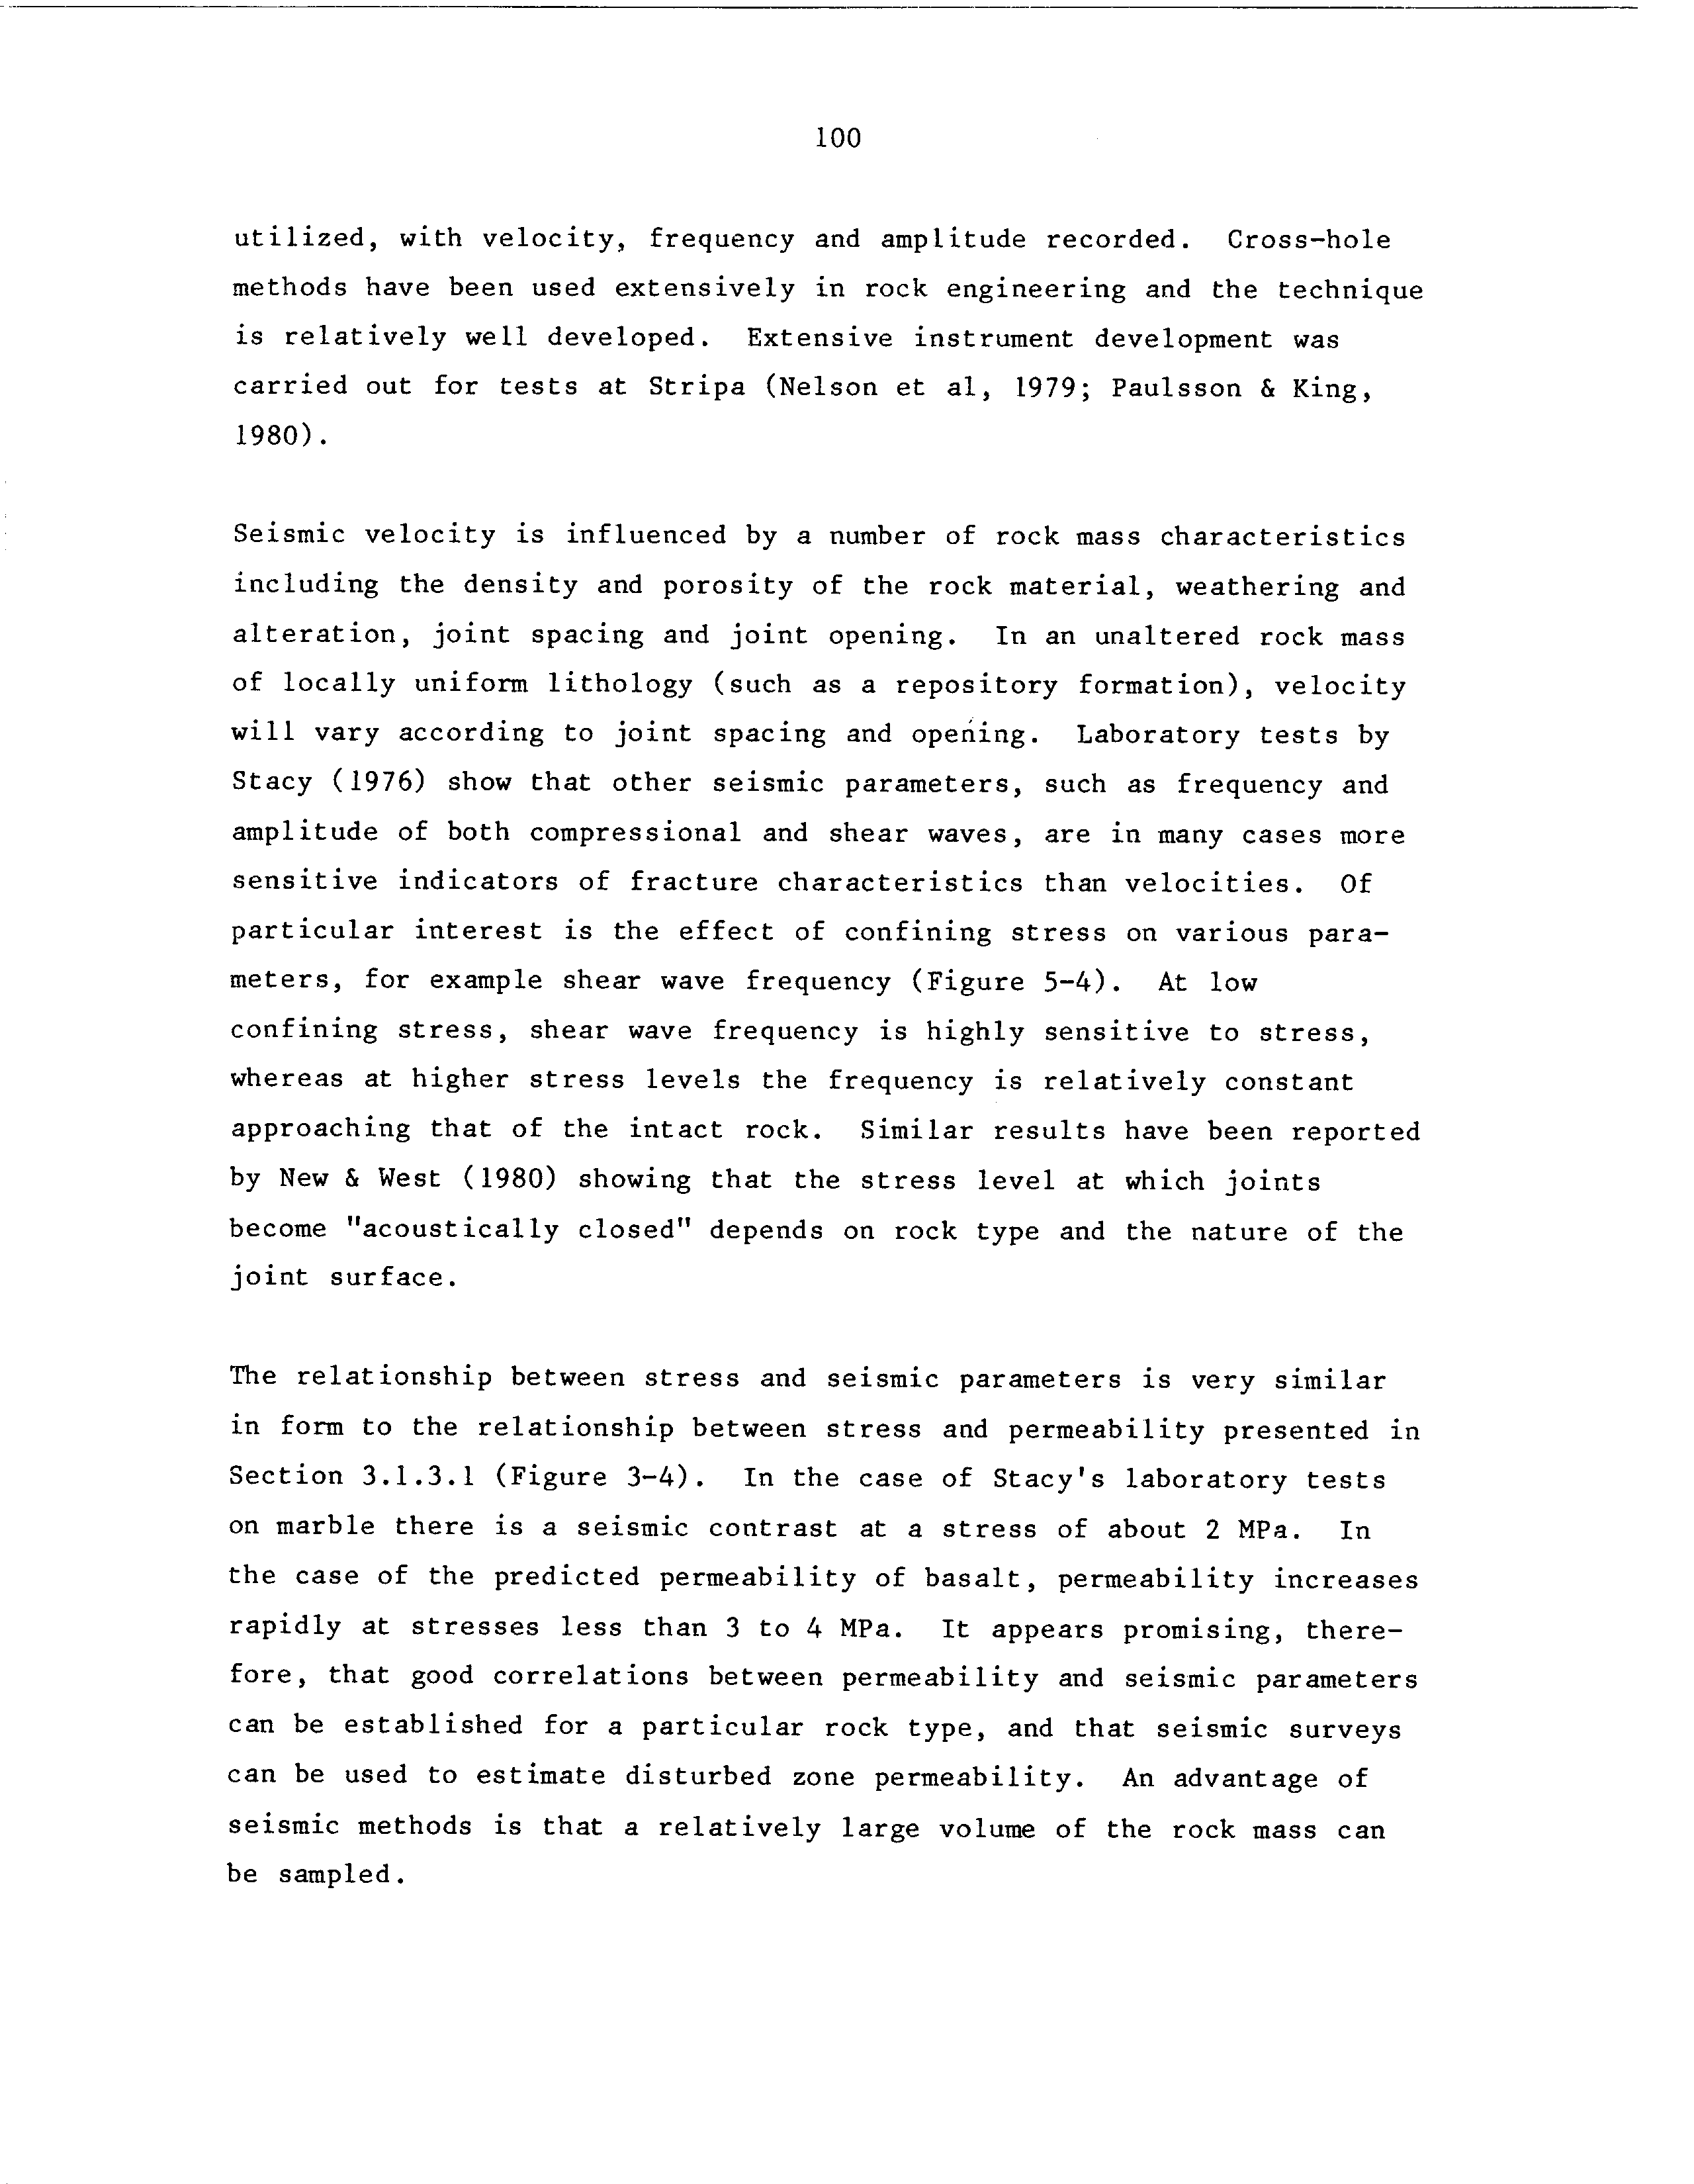 100
utilized, with velocity, frequency and amplitude recorded. Cross-hole
methods have been used extensively in rock engineering and the technique
is relatively well developed. Extensive instrument development was
carried out for tests at Stripa (Nelson et al, 1979; Paulsson & King,
1980).
Seismic velocity is influenced by a number of rock mass characteristics
including the density and porosity of the rock material, weathering and
alteration, joint spacing and joint opening. In an unaltered rock mass
of locally uniform lithology (such as a repository formation), velocity
will vary according to joint spacing and opening. Laboratory tests by
Stacy (1976) show that other seismic parameters, such as frequency and
amplitude of both compressional and shear waves, are in many cases more
sensitive indicators of fracture characteristics than velocities. Of
particular interest is the effect of confining stress on various para-
meters, for example shear wave frequency (Figure 5-4). At low
confining stress, shear wave frequency is highly sensitive to stress,
whereas at higher stress levels the frequency is relatively constant
approaching that of the intact rock. Similar results have been reported
by New & West (1980) showing that the stress level at which joints
become "acoustically closed" depends on rock type and the nature of the
joint surface.
The relationship between stress and seismic parameters is very similar
in form to the relationship between stress and permeability presented in
Section 3.1.3.1 (Figure 3-4). In the case of Stacy's laboratory tests
on marble there is a seismic contrast at a stress of about 2 MPa. In
the case of the predicted permeability of basalt, permeability increases
rapidly at stresses less than 3 to 4 MPa. It appears promising, there-
fore, that good correlations between permeability and seismic parameters
can be established for a particular rock type, and that seismic surveys
can be used to estimate disturbed zone permeability. An advantage of
seismic methods is that a relatively large volume of the rock mass can
be sampled.